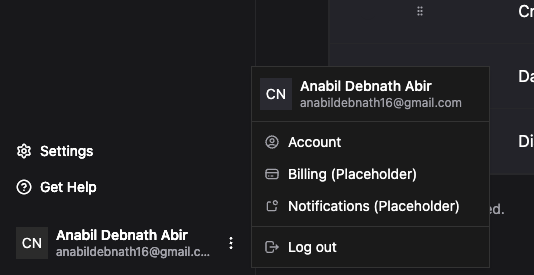 Cr
CN
Anabil Debnath Abir
anabildebnath16@gmail.com
Da
Account
Di
Settings
Billing (Placeholder)
Get Help
Notifications (Placeholder)
ed.
CN
Anabil Debnath Abir
anabildebnath16@gmail.c...
Log out